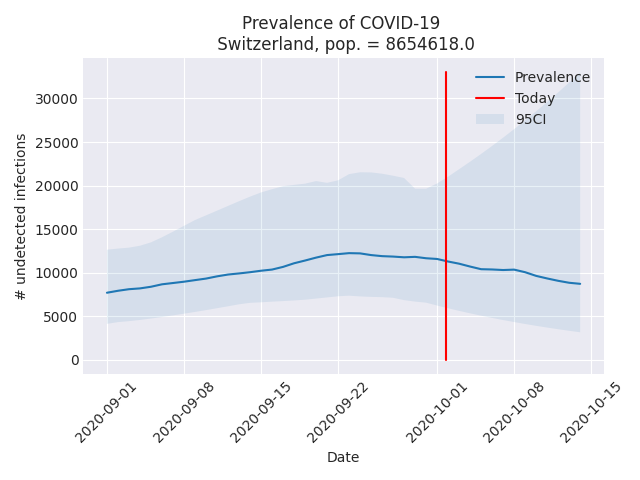 Prevalence of COVID-19
Switzerland, pop. = 8654618.0
Prevalence
Today
95CI
# undetected infections
30000
25000
20000
15000
10000
5000
0
2020-09-01
2020-09-08
2020-09-15
2020-09-22
2020-10-01
2020-10-08
2020-10-15
Date